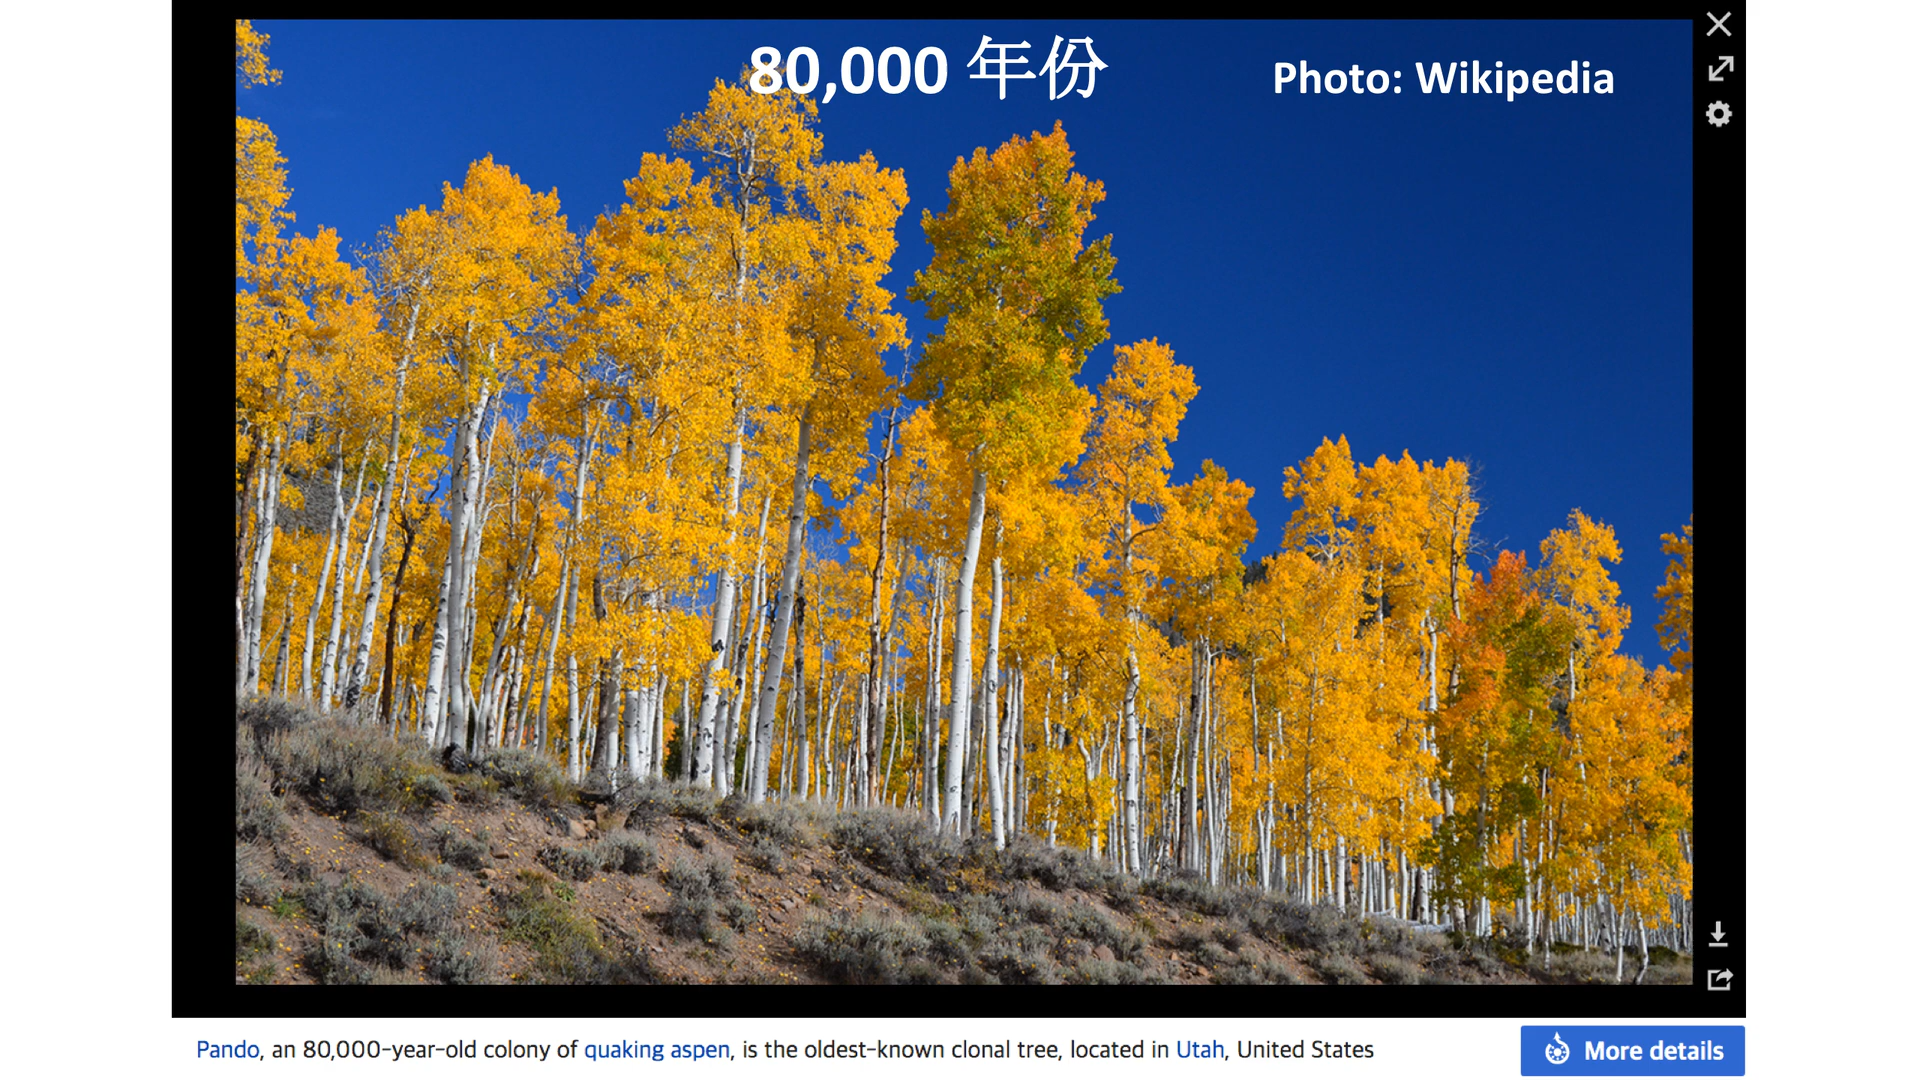 80,000 年份
Photo: Wikipedia
Pando, an 80,000-year-old colony of quaking aspen, is the oldest-known clonal tree, located in Utah, United States
More details